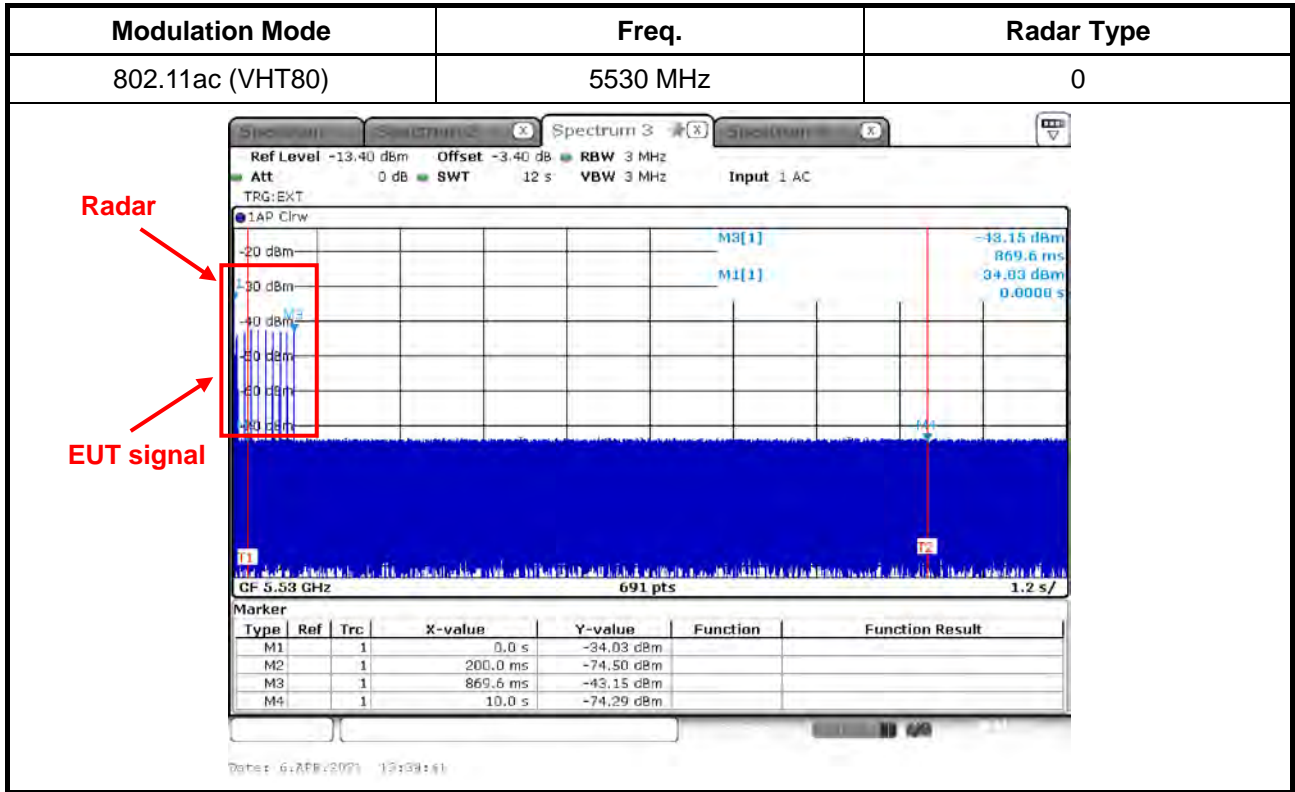 Modulation Mode Freq. Radar Type
802.11ac (VHT80) 5530 MHz 0
Spectrum 3
Ref Level -13.40 dBm Offset -3.40 dB RBW 3 MHz
Att 0 dB SWT 12 s VBW 3 MHz Input 1 AC
TRG:EXT
Radar
1AP Clrw
M3[1] -43.15 dBm
869.6 ms
M1[1] -34.03 dBm
0.0000 s
-20 dBm
-30 dBm
-40 dBm
M3
-50 dBm
-60 dBm
-70 dBm
M4
EUT signal
T1
T2
CF 5.53 GHz 691 pts 1.2 s/
Marker
Type Ref Trc X-value Y-value Function Function Result
M1 1 0.0 s -34.03 dBm
M2 1 200.0 ms -74.50 dBm
M3 1 869.6 ms -43.15 dBm
M4 1 10.0 s -74.29 dBm
Date: 6.APR.2021